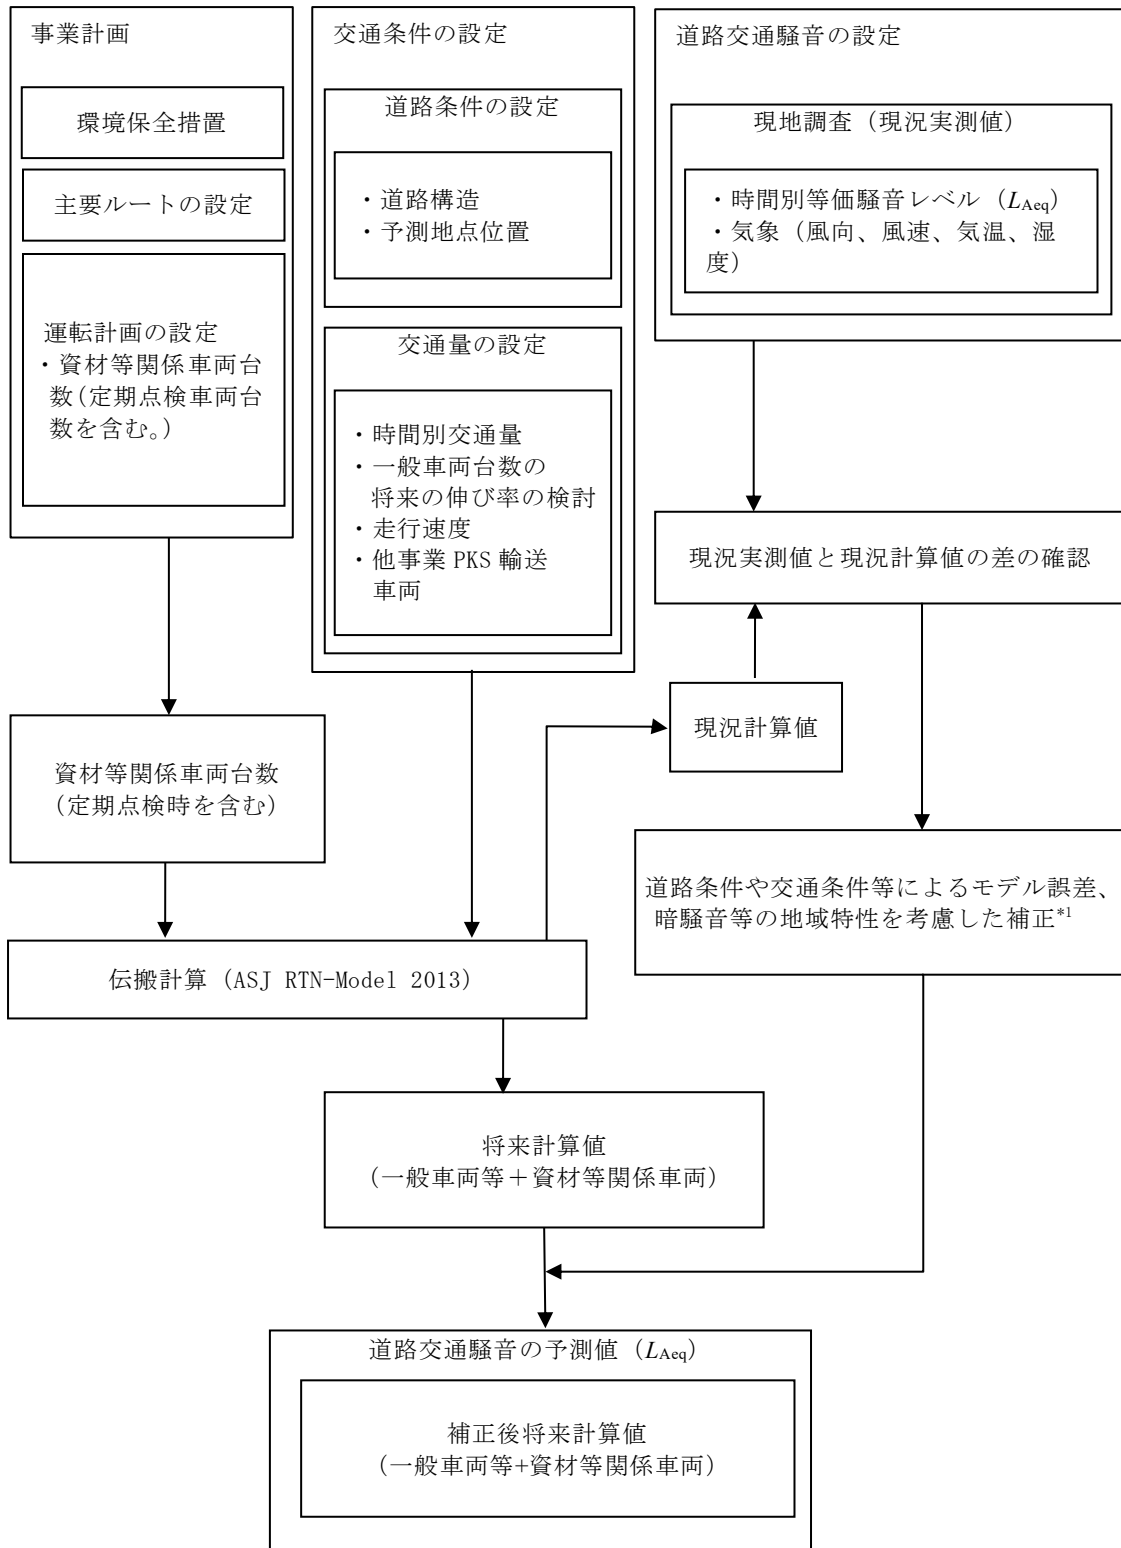 事業計画
環境保全措置
主要ルートの設定
運転計画の設定
・資材等関係車両台
数(定期点検車両台
数を含む。)
交通条件の設定
道路条件の設定
・道路構造
・予測地点位置
交通量の設定
・時間別交通量
・一般車両台数の
将来の伸び率の検討
・走行速度
・他事業 PKS 輸送
車両
道路交通騒音の設定
現地調査（現況実測値）
・時間別等価騒音レベル（LAeq）
・気象（風向、風速、気温、湿
度）
現況実測値と現況計算値の差の確認
現況計算値
資材等関係車両台数
（定期点検時を含む）
道路条件や交通条件等によるモデル誤差、
暗騒音等の地域特性を考慮した補正*1
伝搬計算（ASJ RTN-Model 2013）
将来計算値
（一般車両等＋資材等関係車両）
道路交通騒音の予測値（LAeq）
補正後将来計算値
（一般車両等+資材等関係車両）